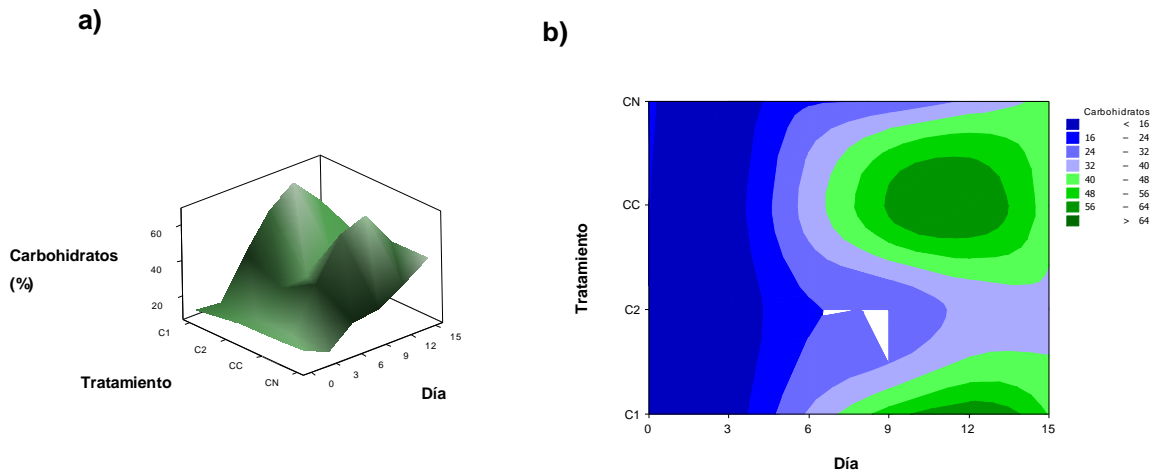 a)
Carbohidratos
(%)
60
40
20
C1
C2
CC
CN
Tratamiento
0
3
6
9
12
15
Día
b)
Tratamiento
CN
CC
C2
C1
0 3 6 9 12 15
Día
Carbohidratos
< 16
16 – 24
24 – 32
32 – 40
40 – 48
48 – 56
56 – 64
> 64